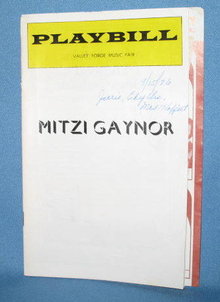 PLAYBILL
VALLEY FORGE MUSIC FAIR
MITZI GAYNOR